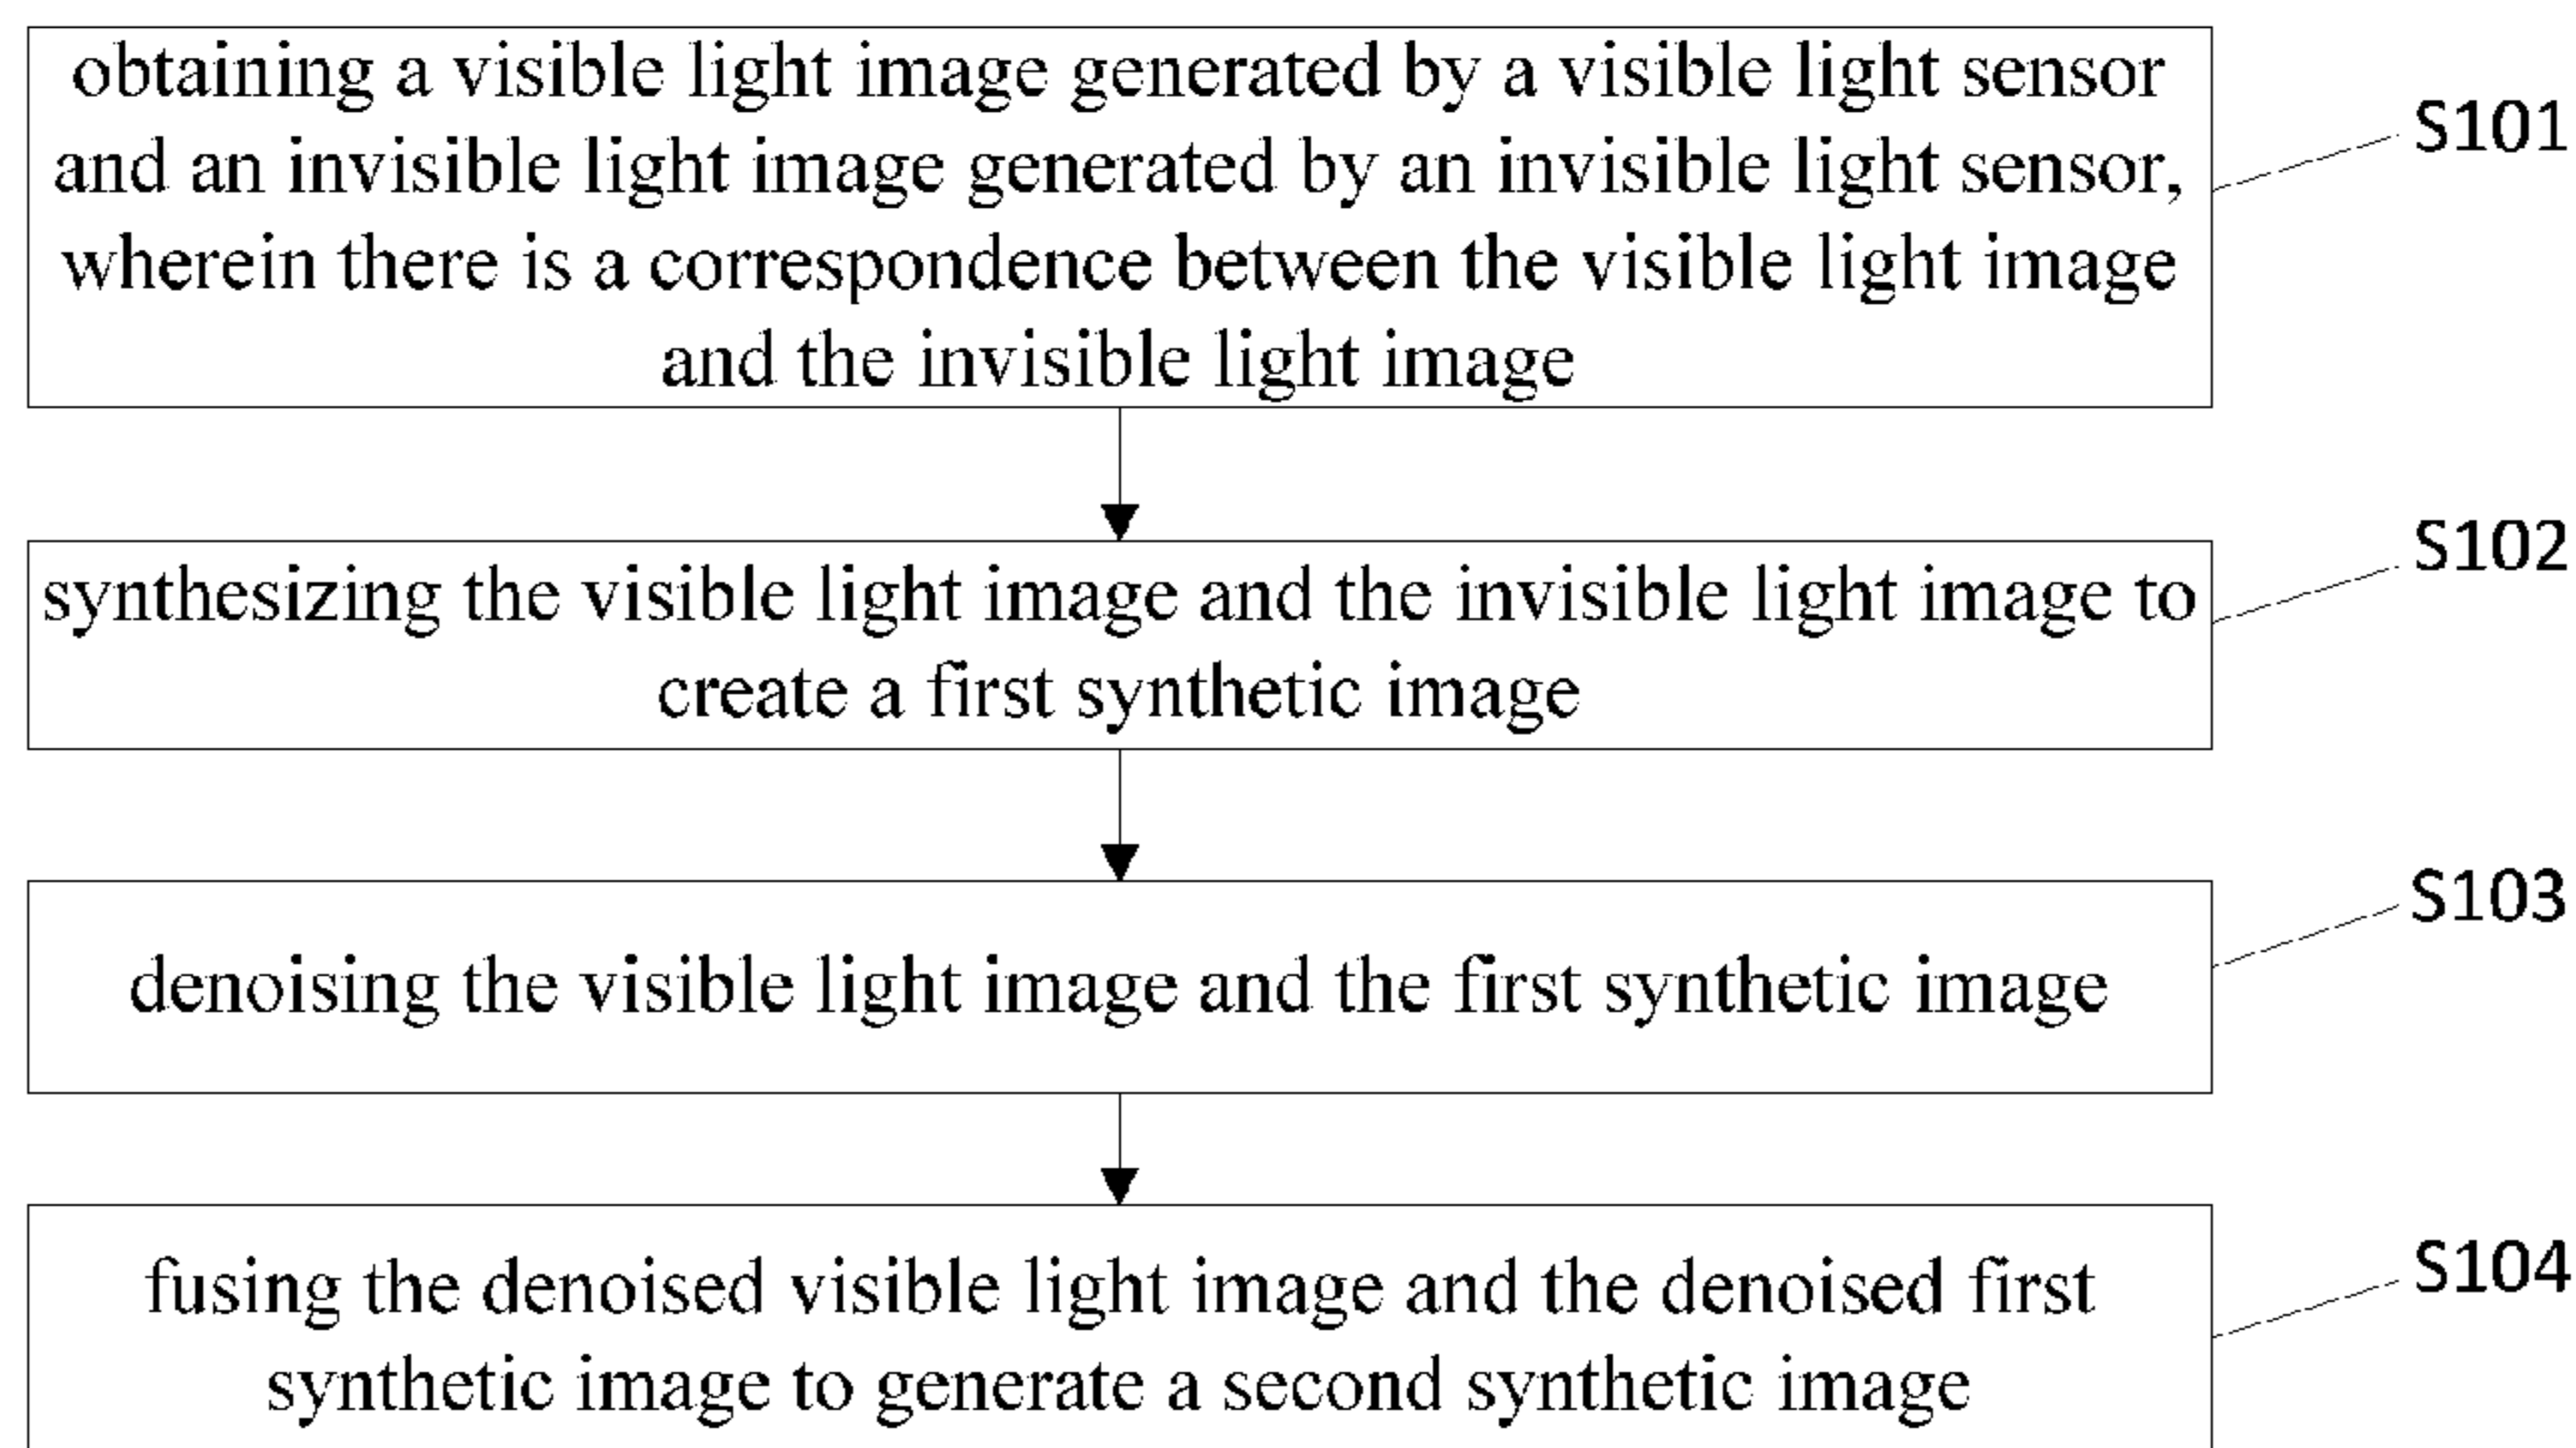 obtaining a visible light image generated by a visible light sensor
and an invisible light image generated by an invisible light sensor,
wherein there is a correspondence between the visible light image
and the invisible light image
S101
synthesizing the visible light image and the invisible light image to
create a first synthetic image
S102
denoising the visible light image and the first synthetic image
S103
fusing the denoised visible light image and the denoised first
synthetic image to generate a second synthetic image
S104